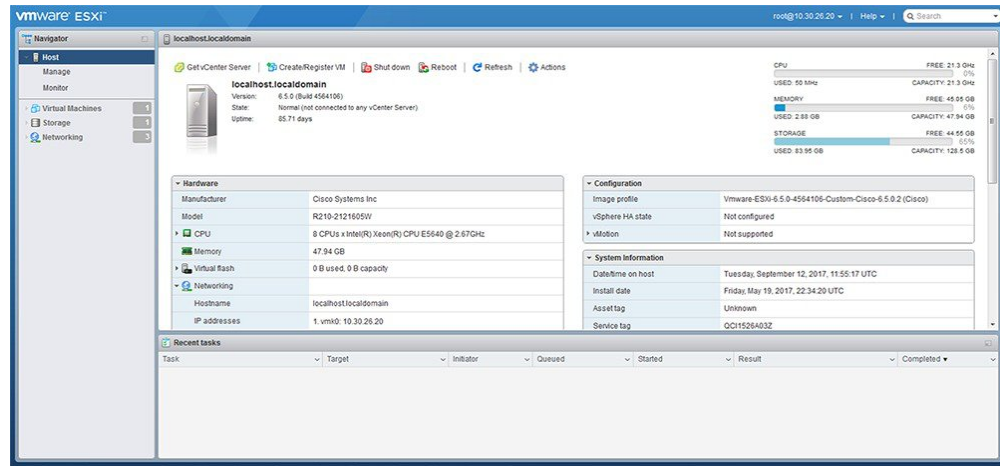 vmware ESXi™
root@10.30.26.20 | Help | Search
Navigator
Host
Manage
Monitor
Virtual Machines 1
Storage 1
Networking 3
localhost.localdomain
Get vCenter Server | Create/Register VM | Shut down Reboot | Refresh | Actions
localhost.localdomain
Version: 6.5.0 (Build 4564106)
State: Normal (not connected to any vCenter Server)
Uptime: 85.71 days
CPU FREE: 21.3 GHz
0%
USED: 50 MHz CAPACITY: 21.3 GHz
MEMORY FREE: 45.05 GB
6%
USED: 2.88 GB CAPACITY: 47.94 GB
STORAGE FREE: 44.55 GB
65%
USED: 83.95 GB CAPACITY: 128.5 GB
Hardware
Manufacturer Cisco Systems Inc
Model R210-2121605W
CPU 8 CPUs x Intel(R) Xeon(R) CPU E5640 @ 2.67GHz
Memory 47.94 GB
Virtual flash 0 B used, 0 B capacity
Networking
Hostname localhost.localdomain
IP addresses 1. vmk0: 10.30.26.20
Configuration
Image profile Vmware-ESXi-6.5.0-4564106-Custom-Cisco-6.5.0.2 (Cisco)
vSphere HA state Not configured
vMotion Not supported
System Information
Date/time on host Tuesday, September 12, 2017, 11:55:17 UTC
Install date Friday, May 19, 2017, 22:34:20 UTC
Asset tag Unknown
Service tag QCI1526A03Z
Recent tasks
Task Target Initiator Queued Started Result Completed